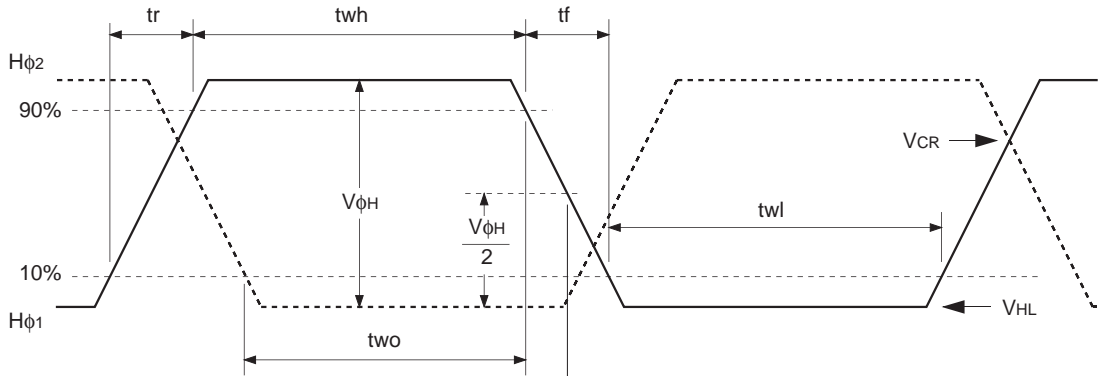 tr twh tf
Hϕ2
90%
VCR
VϕH
VϕH
2
twl
10%
Hϕ1
VHL
two